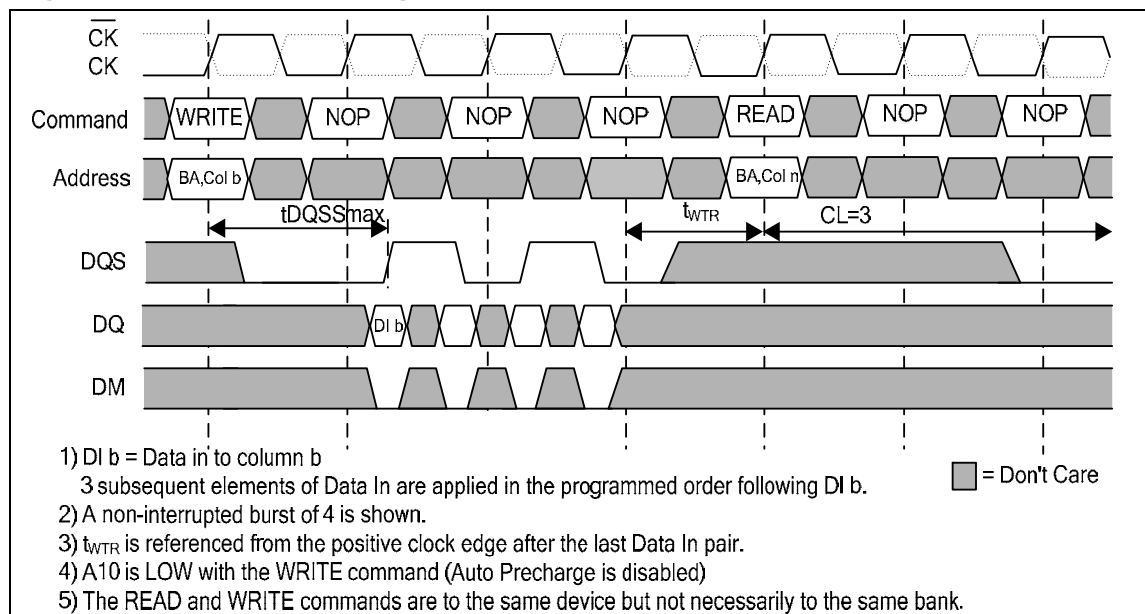 CK
CK
Command WRITE NOP NOP NOP READ NOP NOP
Address BA,Col b BA,Col n
tDQSSmax tWTR CL=3
DQS
DQ DI b
DM
1) DI b = Data in to column b
3 subsequent elements of Data In are applied in the programmed order following DI b.
= Don't Care
2) A non-interrupted burst of 4 is shown.
3) tWTR is referenced from the positive clock edge after the last Data In pair.
4) A10 is LOW with the WRITE command (Auto Precharge is disabled)
5) The READ and WRITE commands are to the same device but not necessarily to the same bank.